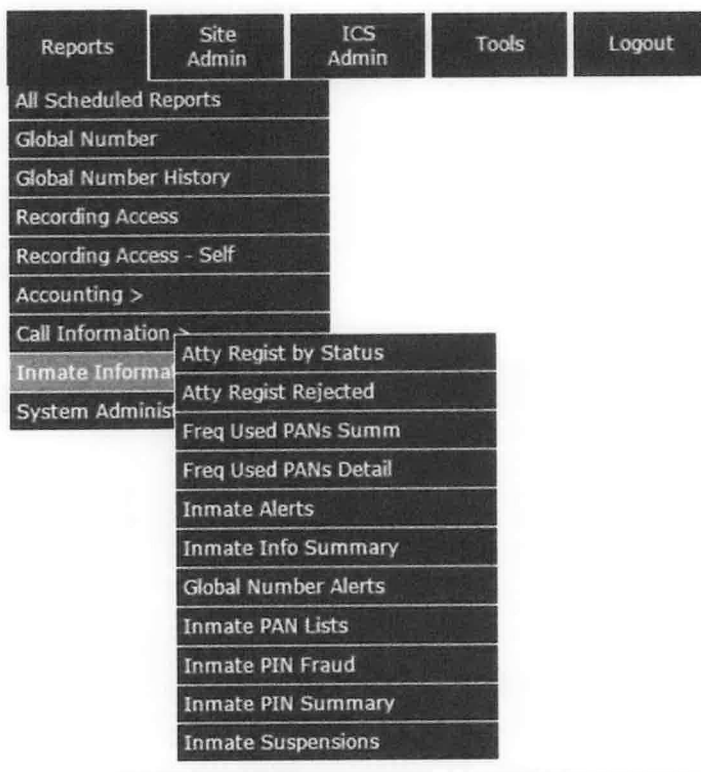 Reports
Site Admin
ICS Admin
Tools
Logout
All Scheduled Reports
Global Number
Global Number History
Recording Access
Recording Access - Self
Accounting >
Call Information >
Inmate Informat
System Administ
Atty Regist by Status
Atty Regist Rejected
Freq Used PANs Summ
Freq Used PANs Detail
Inmate Alerts
Inmate Info Summary
Global Number Alerts
Inmate PAN Lists
Inmate PIN Fraud
Inmate PIN Summary
Inmate Suspensions